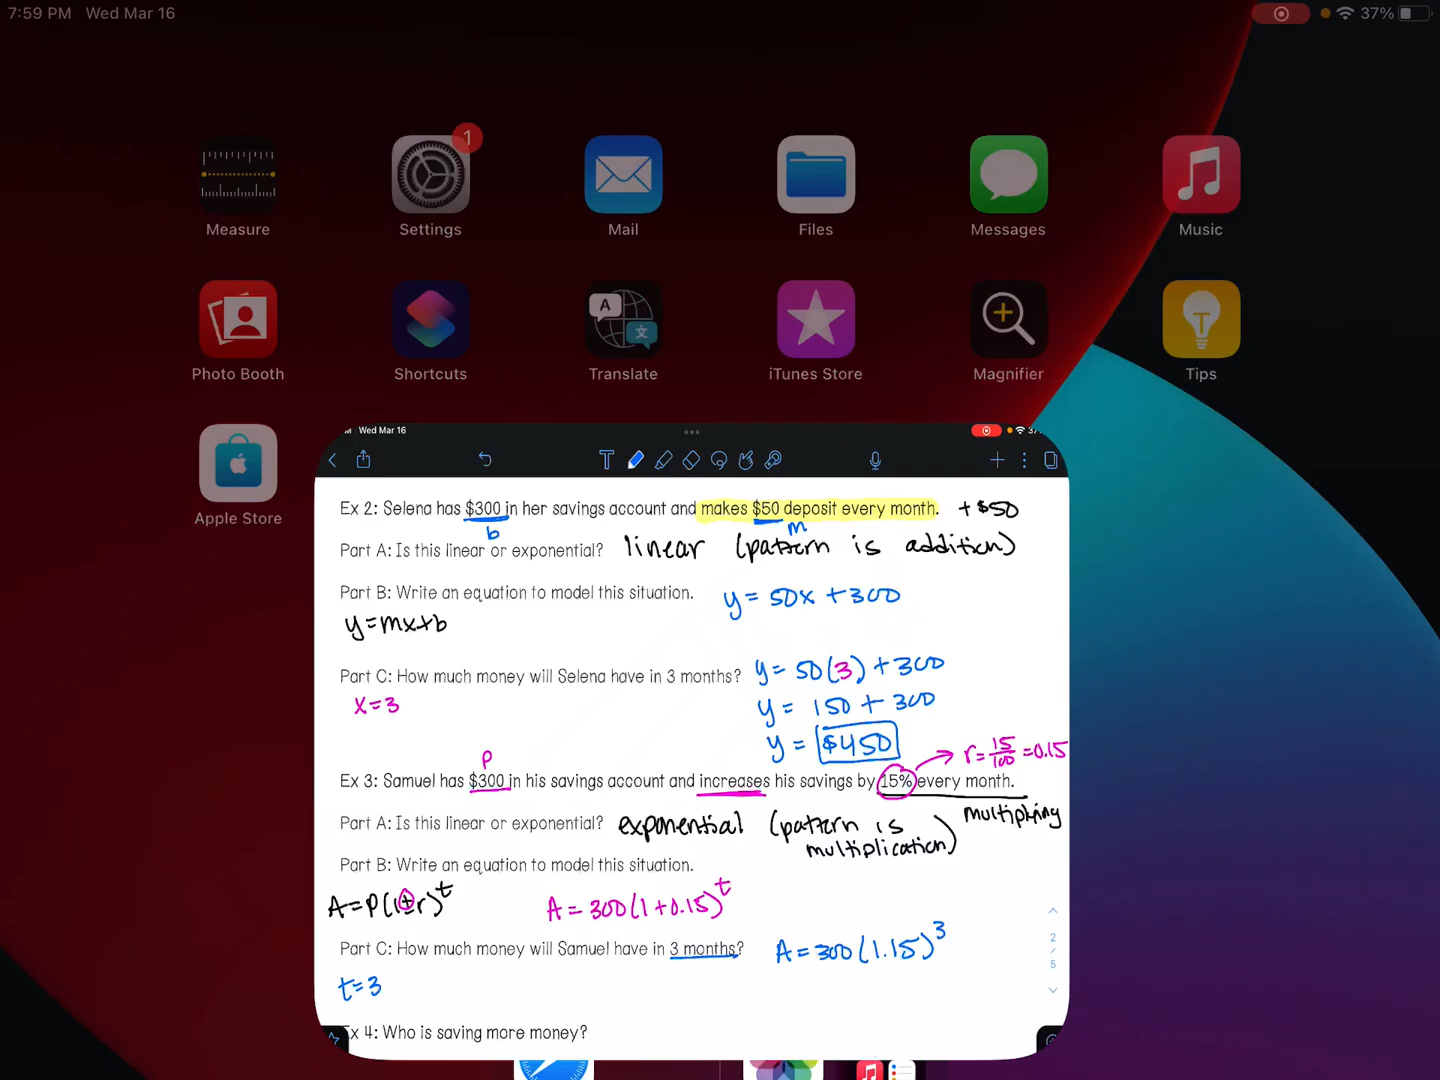 7:59 PM Wed Mar 16
37%
1
Measure
Settings
Mail
Files
Messages
Music
Photo Booth
Shortcuts
Translate
iTunes Store
Magnifier
Tips
Apple Store
Wed Mar 16
37
Ex 2: Selena has $300 in her savings account and makes $50 deposit every month. +$50
b
m
Part A: Is this linear or exponential? linear (pattern is addition)
Part B: Write an equation to model this situation. y = 50x + 300
y=mx+b
Part C: How much money will Selena have in 3 months? y = 50(3) + 300
x=3
y = 150 + 300
y = $450
r = 15/100 = 0.15
P
Ex 3: Samuel has $300 in his savings account and increases his savings by 15% every month.
multiplying
Part A: Is this linear or exponential? exponential (pattern is multiplication)
Part B: Write an equation to model this situation.
A=P(1±r)^t A = 300(1+0.15)^t
Part C: How much money will Samuel have in 3 months? A = 300(1.15)^3
t=3
2
/
5
Ex 4: Who is saving more money?